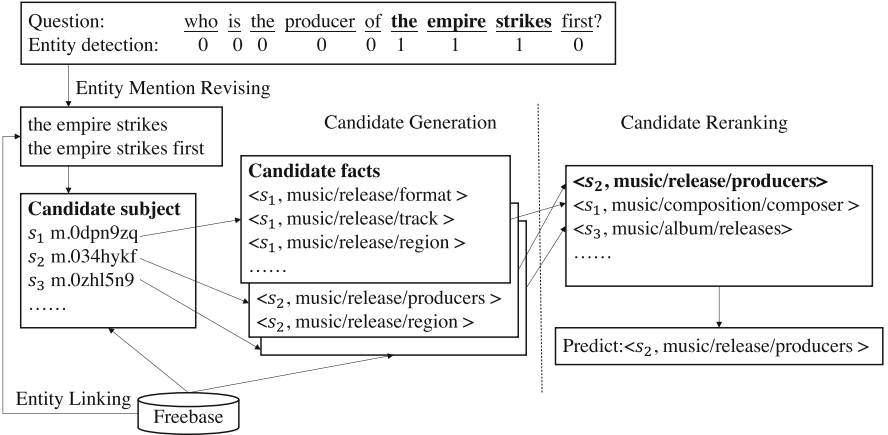 Question: who is the producer of the empire strikes first?
Entity detection: 0 0 0 0 0 1 1 1 0
Entity Mention Revising
the empire strikes
the empire strikes first
Candidate subject
s₁ m.0dpn9zq
s₂ m.034hykf
s₃ m.0zhl5n9
......
Entity Linking
Freebase
Candidate Generation
Candidate facts
<s₁, music/release/format >
<s₁, music/release/track >
<s₁, music/release/region >
......
<s₂, music/release/producers >
<s₂, music/release/region >
Candidate Reranking
<s₂, music/release/producers>
<s₁, music/composition/composer >
<s₃, music/album/releases>
......
Predict:<s₂, music/release/producers >